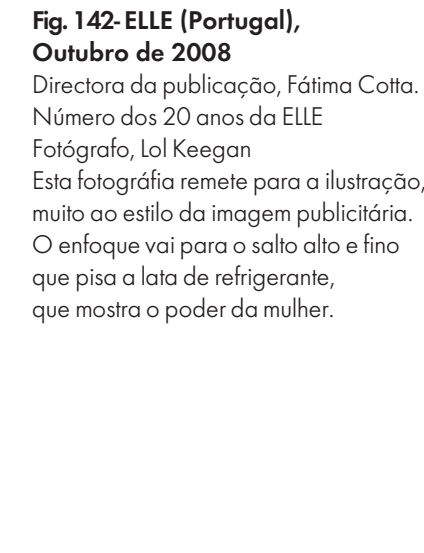 Fig. 142- ELLE (Portugal),
Outubro de 2008
Directora da publicação, Fátima Cotta.
Número dos 20 anos da ELLE
Fotógrafo, Lol Keegan
Esta fotográfia remete para a ilustração,
muito ao estilo da imagem publicitária.
O enfoque vai para o salto alto e fino
que pisa a lata de refrigerante,
que mostra o poder da mulher.